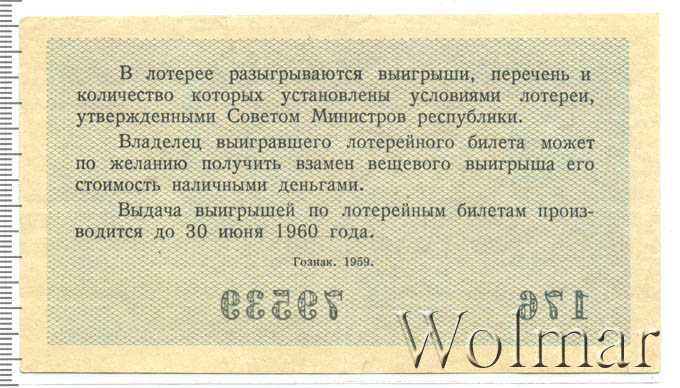 В лотерее разыгрываются выигрыши, перечень и
количество которых установлены условиями лотереи,
утвержденными Советом Министров республики.
Владелец выигравшего лотерейного билета может
по желанию получить взамен вещевого выигрыша его
стоимость наличными деньгами.
Выдача выигрышей по лотерейным билетам произ-
водится до 30 июня 1960 года.
Гознак. 1959.
176 79539
Wolmar